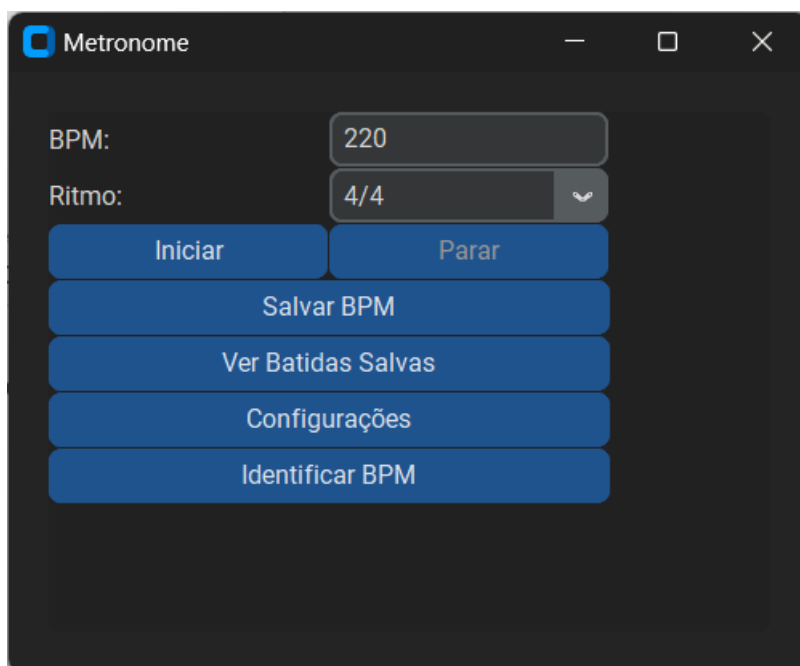 Metronome
BPM: 220
Ritmo: 4/4
Iniciar Parar
Salvar BPM
Ver Batidas Salvas
Configurações
Identificar BPM